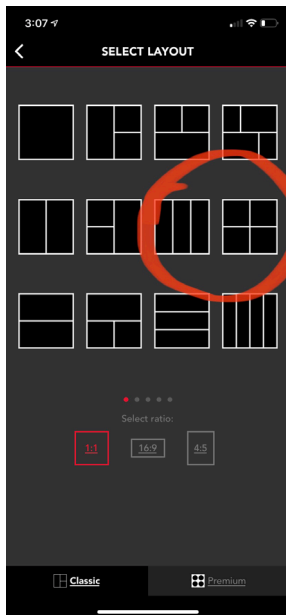 3:07
SELECT LAYOUT
Select ratio:
1:1 16:9 4:5
Classic Premium